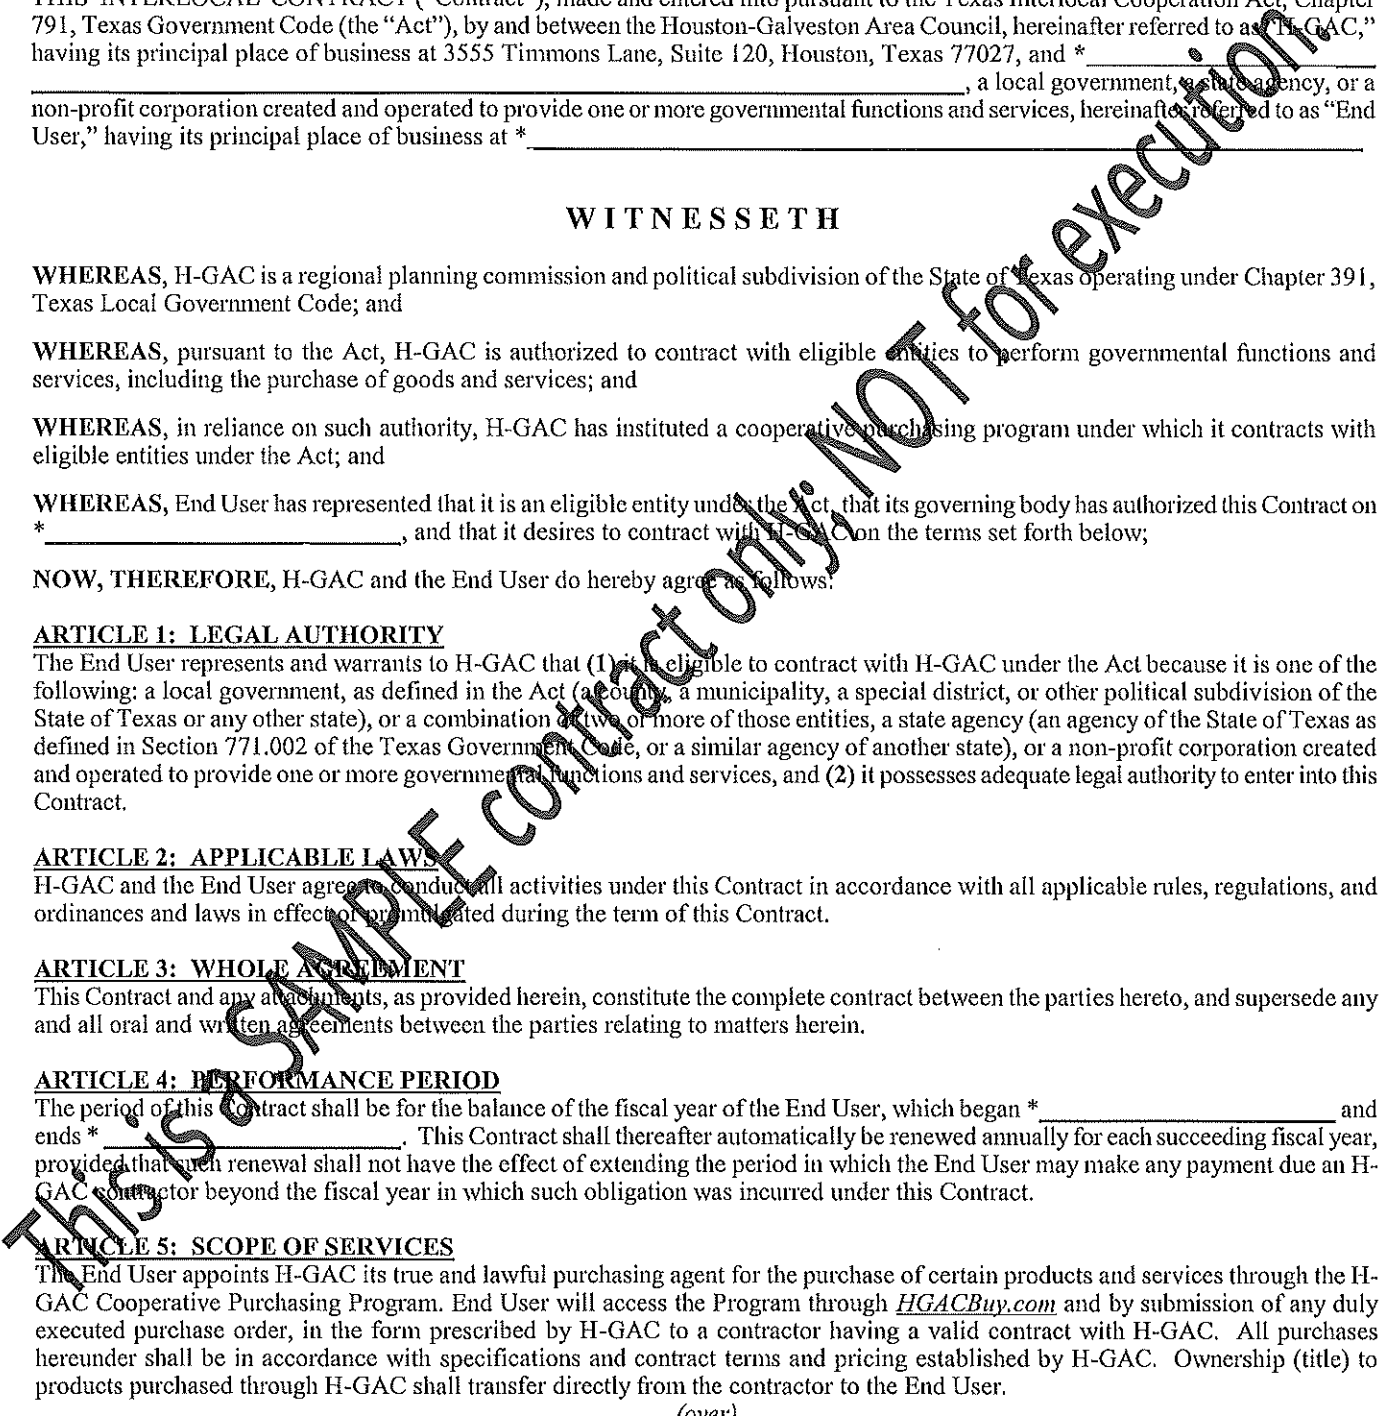 THIS INTERLOCAL CONTRACT ("Contract"), made and entered into pursuant to the Texas Interlocal Cooperation Act, Chapter
791, Texas Government Code (the "Act"), by and between the Houston-Galveston Area Council, hereinafter referred to as "H-GAC,"
having its principal place of business at 3555 Timmons Lane, Suite 120, Houston, Texas 77027, and *
, a local government, a state agency, or a
non-profit corporation created and operated to provide one or more governmental functions and services, hereinafter referred to as "End
User," having its principal place of business at *
WITNESSETH
WHEREAS, H-GAC is a regional planning commission and political subdivision of the State of Texas operating under Chapter 391,
Texas Local Government Code; and
WHEREAS, pursuant to the Act, H-GAC is authorized to contract with eligible entities to perform governmental functions and
services, including the purchase of goods and services; and
WHEREAS, in reliance on such authority, H-GAC has instituted a cooperative purchasing program under which it contracts with
eligible entities under the Act; and
WHEREAS, End User has represented that it is an eligible entity under the Act, that its governing body has authorized this Contract on
*, and that it desires to contract with H-GAC on the terms set forth below;
NOW, THEREFORE, H-GAC and the End User do hereby agree as follows:
ARTICLE 1: LEGAL AUTHORITY
The End User represents and warrants to H-GAC that (1) it is eligible to contract with H-GAC under the Act because it is one of the
following: a local government, as defined in the Act (a county, a municipality, a special district, or other political subdivision of the
State of Texas or any other state), or a combination of two or more of those entities, a state agency (an agency of the State of Texas as
defined in Section 771.002 of the Texas Government Code, or a similar agency of another state), or a non-profit corporation created
and operated to provide one or more governmental functions and services, and (2) it possesses adequate legal authority to enter into this
Contract.
ARTICLE 2: APPLICABLE LAWS
H-GAC and the End User agree to conduct all activities under this Contract in accordance with all applicable rules, regulations, and
ordinances and laws in effect or promulgated during the term of this Contract.
ARTICLE 3: WHOLE AGREEMENT
This Contract and any attachments, as provided herein, constitute the complete contract between the parties hereto, and supersede any
and all oral and written agreements between the parties relating to matters herein.
ARTICLE 4: PERFORMANCE PERIOD
The period of this Contract shall be for the balance of the fiscal year of the End User, which began * and
ends *. This Contract shall thereafter automatically be renewed annually for each succeeding fiscal year,
provided that such renewal shall not have the effect of extending the period in which the End User may make any payment due an H-
GAC contractor beyond the fiscal year in which such obligation was incurred under this Contract.
ARTICLE 5: SCOPE OF SERVICES
The End User appoints H-GAC its true and lawful purchasing agent for the purchase of certain products and services through the H-
GAC Cooperative Purchasing Program. End User will access the Program through HGACBuy.com and by submission of any duly
executed purchase order, in the form prescribed by H-GAC to a contractor having a valid contract with H-GAC. All purchases
hereunder shall be in accordance with specifications and contract terms and pricing established by H-GAC. Ownership (title) to
products purchased through H-GAC shall transfer directly from the contractor to the End User.
(over)
This is a SAMPLE contract only; NOT for execution.